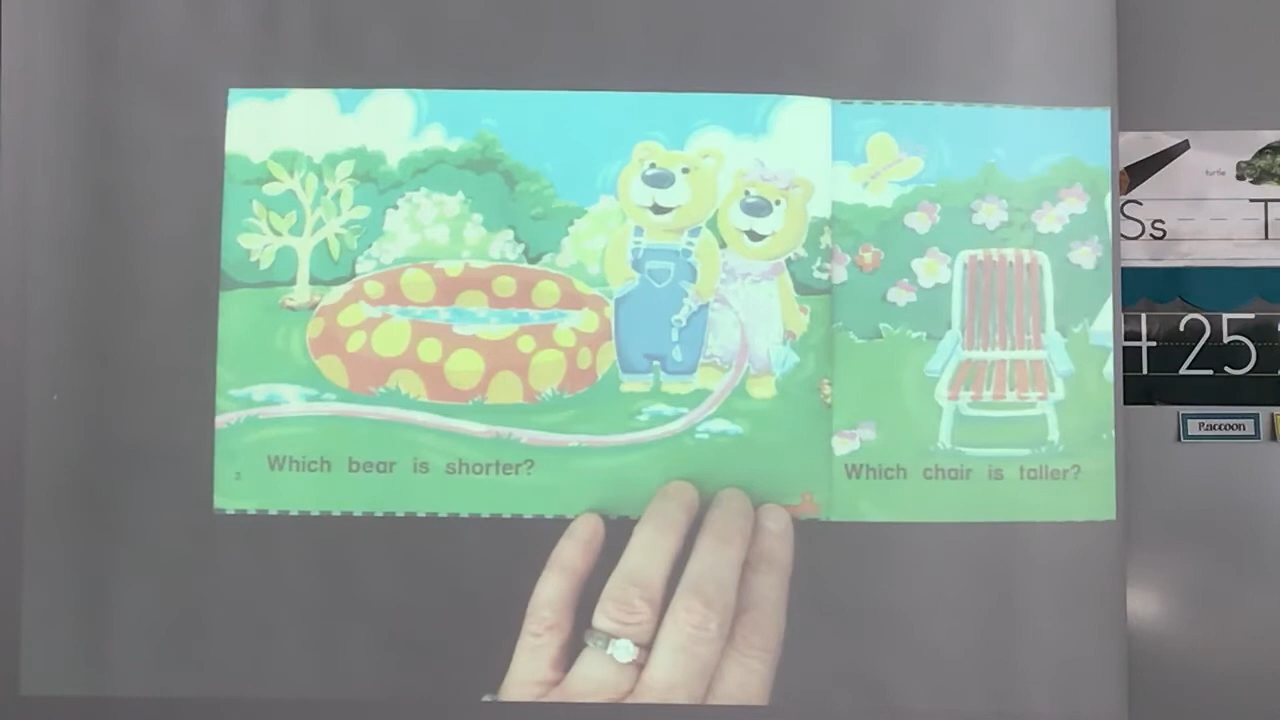 Which bear is shorter?
Which chair is taller?
turtle
Ss T
25
Raccoon